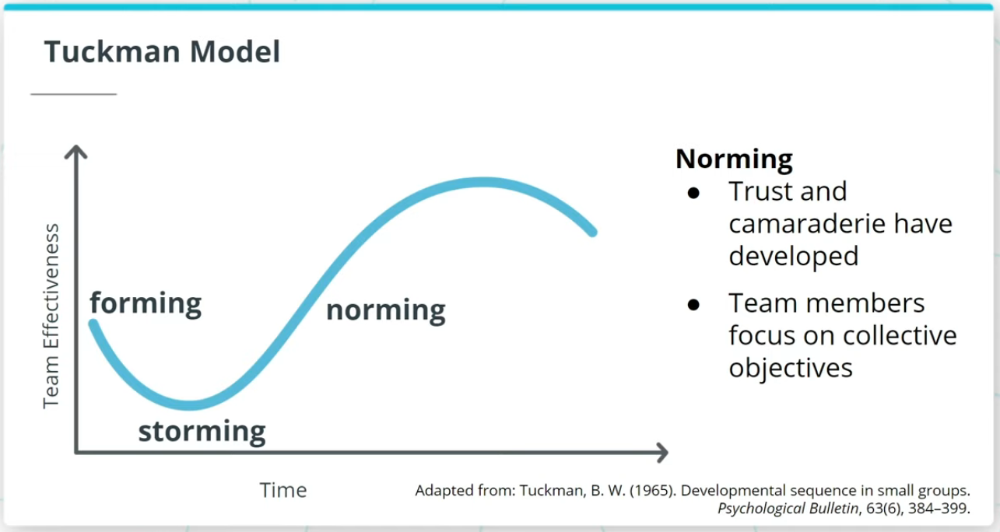 Tuckman Model
Team Effectiveness
forming
storming
norming
Time
Norming
● Trust and
camaraderie have
developed
● Team members
focus on collective
objectives
Adapted from: Tuckman, B. W. (1965). Developmental sequence in small groups.
Psychological Bulletin, 63(6), 384–399.